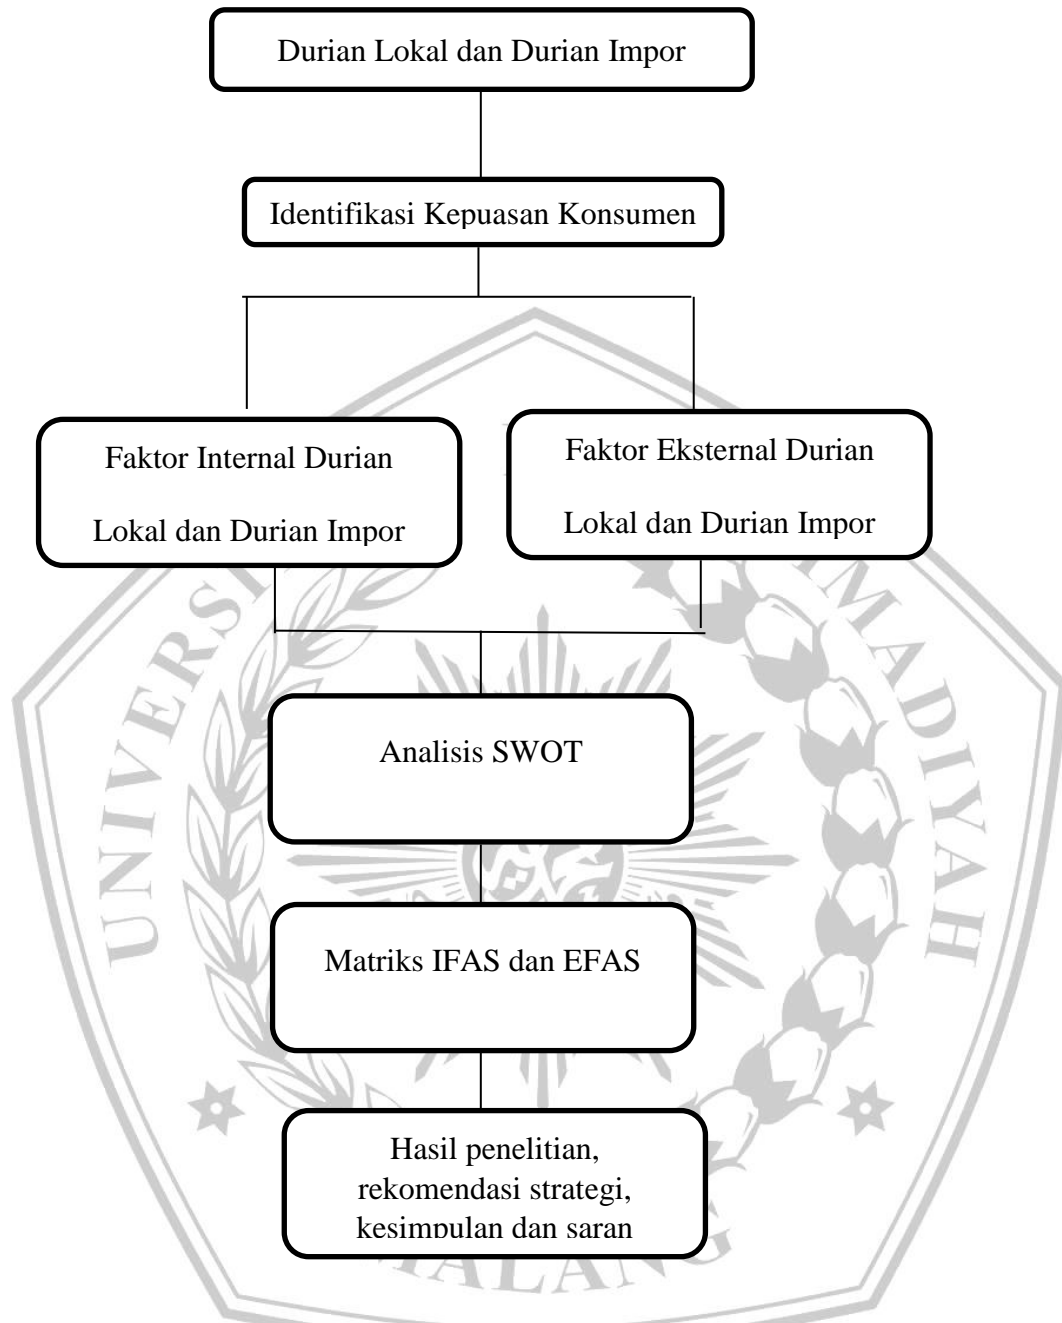 Durian Lokal dan Durian Impor
Identifikasi Kepuasan Konsumen
Faktor Internal Durian
Lokal dan Durian Impor
Faktor Eksternal Durian
Lokal dan Durian Impor
Analisis SWOT
Matriks IFAS dan EFAS
Hasil penelitian,
rekomendasi strategi,
kesimpulan dan saran
MALANG